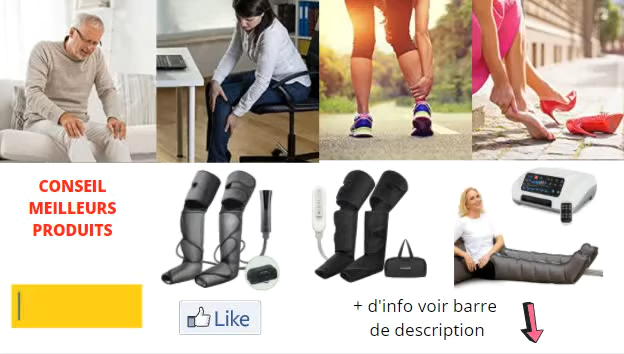 CONSEIL
MEILLEURS
PRODUITS
Like
+ d'info voir barre
de description